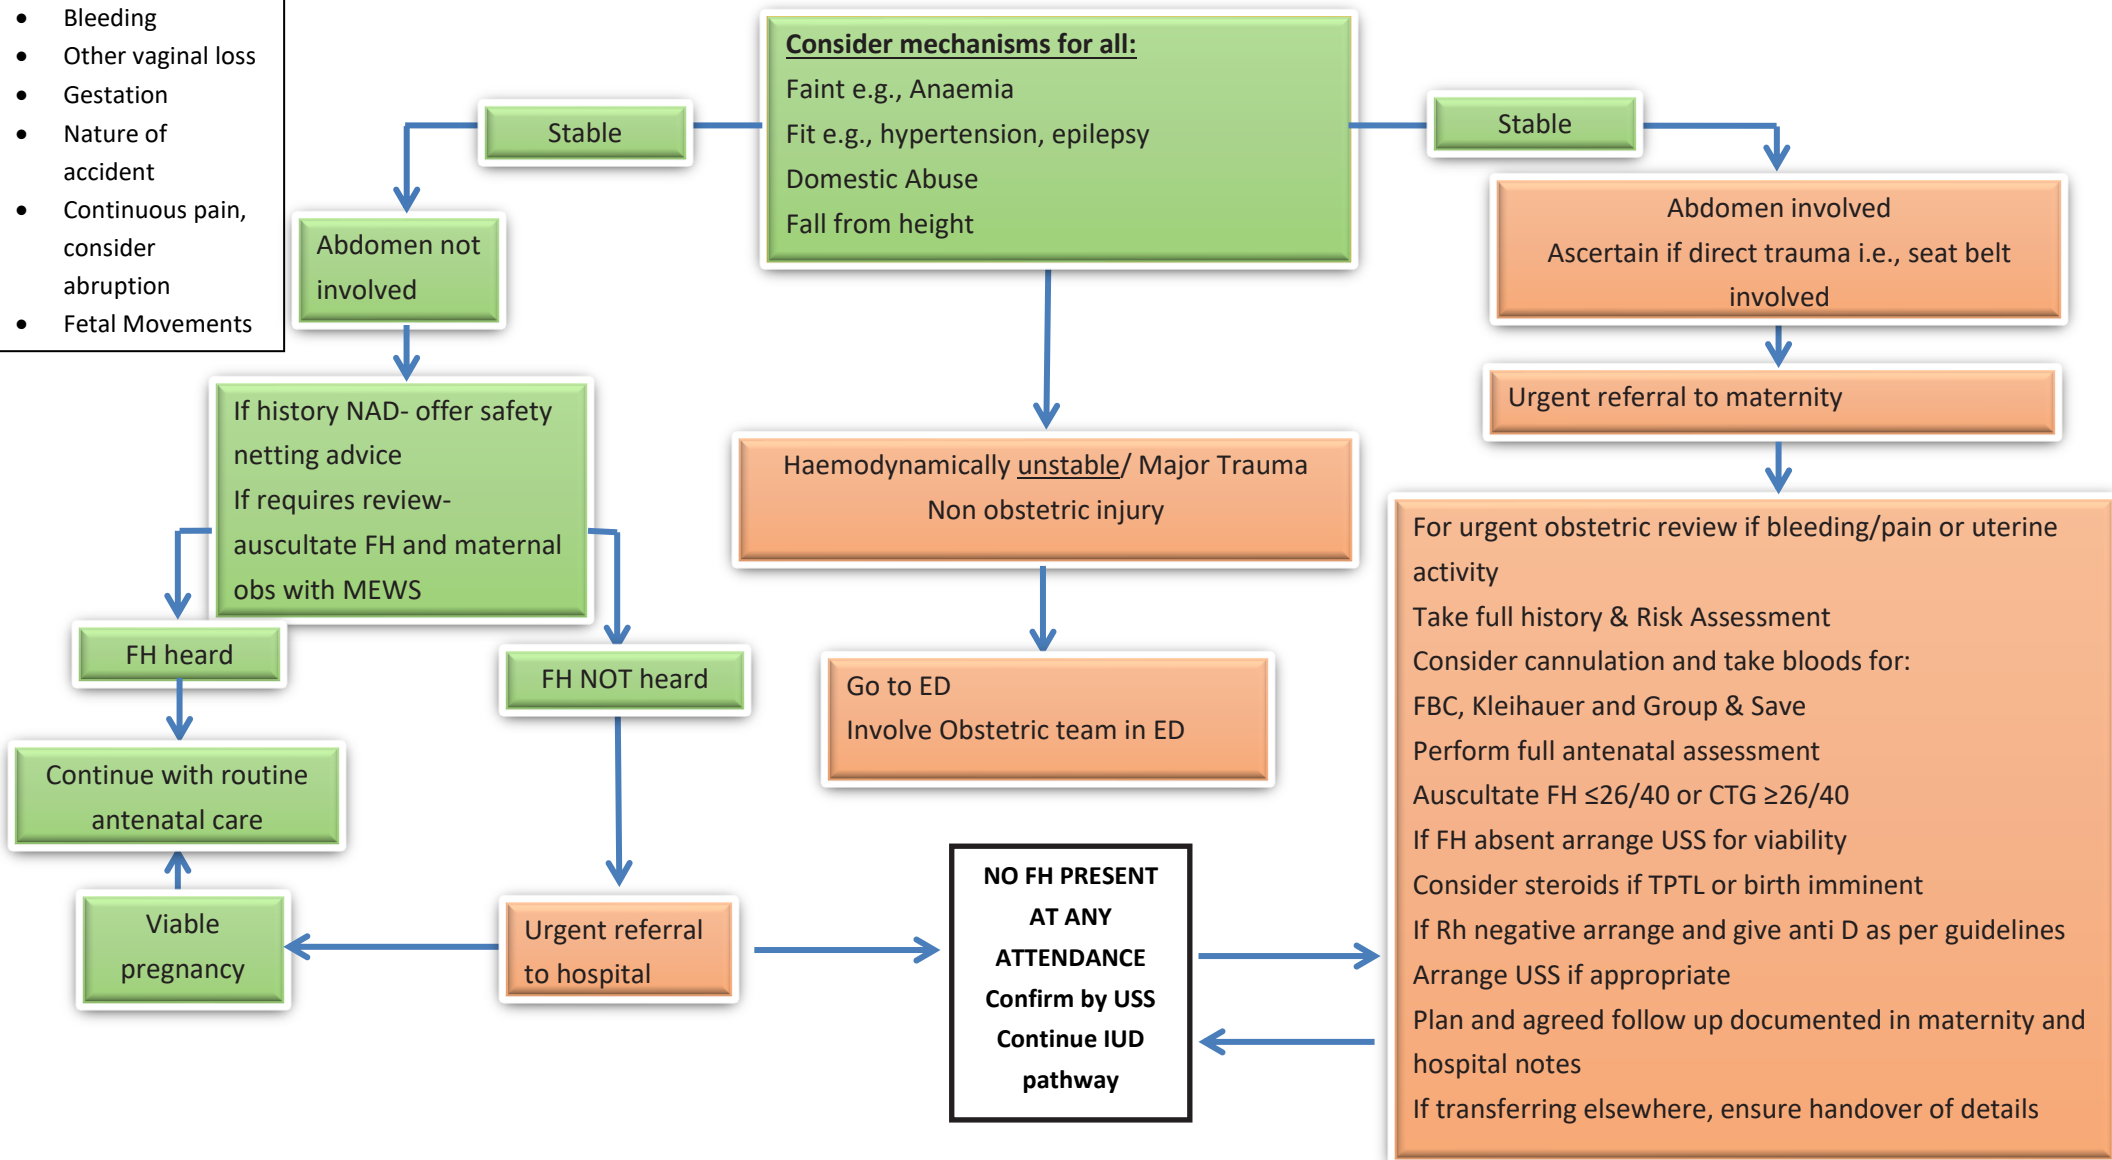 • Bleeding
• Other vaginal loss
• Gestation
• Nature of
accident
• Continuous pain,
consider
abruption
• Fetal Movements
Consider mechanisms for all:
Faint e.g., Anaemia
Fit e.g., hypertension, epilepsy
Domestic Abuse
Fall from height
Stable
Stable
Abdomen not
involved
Abdomen involved
Ascertain if direct trauma i.e., seat belt
involved
If history NAD- offer safety
netting advice
If requires review-
auscultate FH and maternal
obs with MEWS
Urgent referral to maternity
Haemodynamically unstable/ Major Trauma
Non obstetric injury
FH heard
FH NOT heard
Go to ED
Involve Obstetric team in ED
Continue with routine
antenatal care
Viable
pregnancy
Urgent referral
to hospital
NO FH PRESENT
AT ANY
ATTENDANCE
Confirm by USS
Continue IUD
pathway
For urgent obstetric review if bleeding/pain or uterine
activity
Take full history & Risk Assessment
Consider cannulation and take bloods for:
FBC, Kleihauer and Group & Save
Perform full antenatal assessment
Auscultate FH ≤26/40 or CTG ≥26/40
If FH absent arrange USS for viability
Consider steroids if TPTL or birth imminent
If Rh negative arrange and give anti D as per guidelines
Arrange USS if appropriate
Plan and agreed follow up documented in maternity and
hospital notes
If transferring elsewhere, ensure handover of details